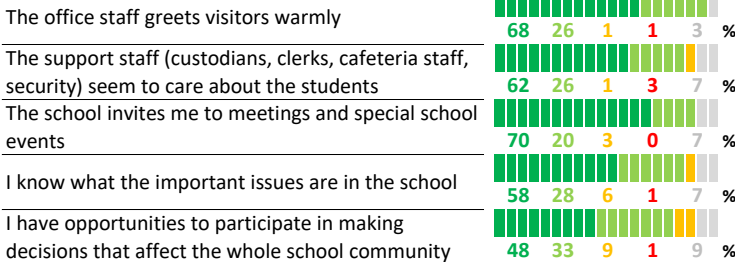 The office staff greets visitors warmly
68 26 1 1 3 %
The support staff (custodians, clerks, cafeteria staff,
security) seem to care about the students
62 26 1 3 7 %
The school invites me to meetings and special school
events
70 20 3 0 7 %
I know what the important issues are in the school
58 28 6 1 7 %
I have opportunities to participate in making
decisions that affect the whole school community
48 33 9 1 9 %